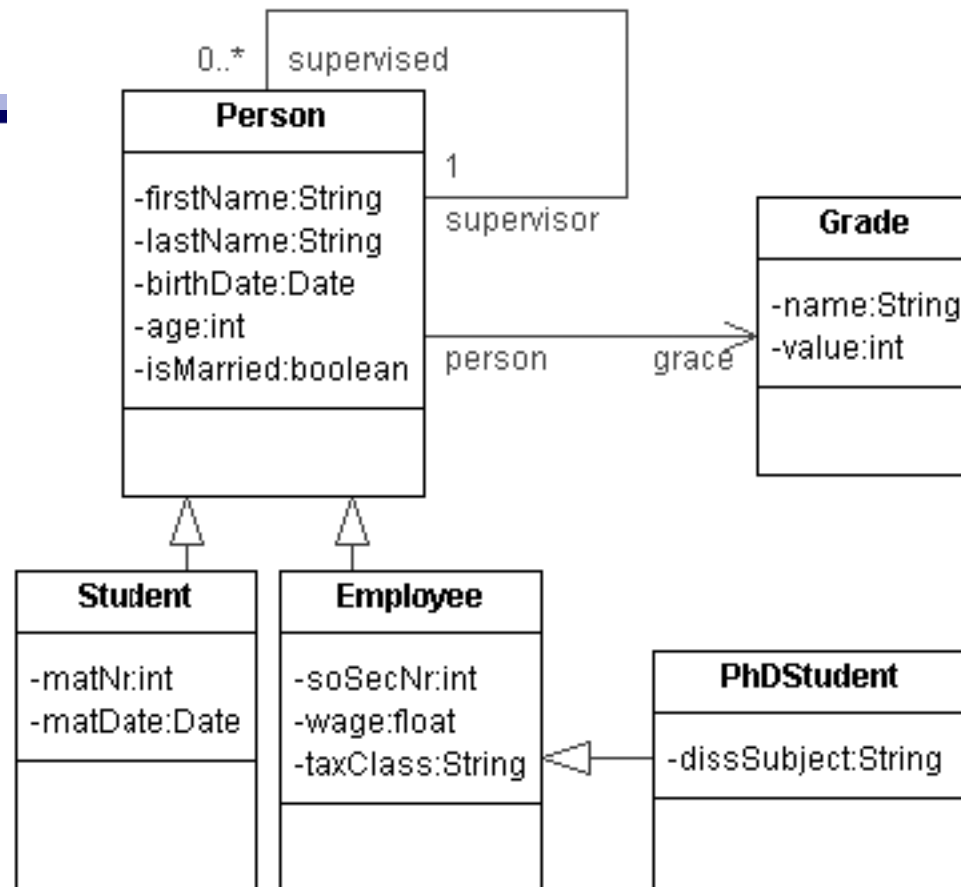 0..* supervised
Person
1
-firstName:String
-lastName:String
-birthDate:Date
-age:int
-isMarried:boolean
supervisor
person grace
Grade
-name:String
-value:int
Student
-matNr:int
-matDate:Date
Employee
-soSecNr:int
-wage:float
-taxClass:String
PhDStudent
-dissSubject:String